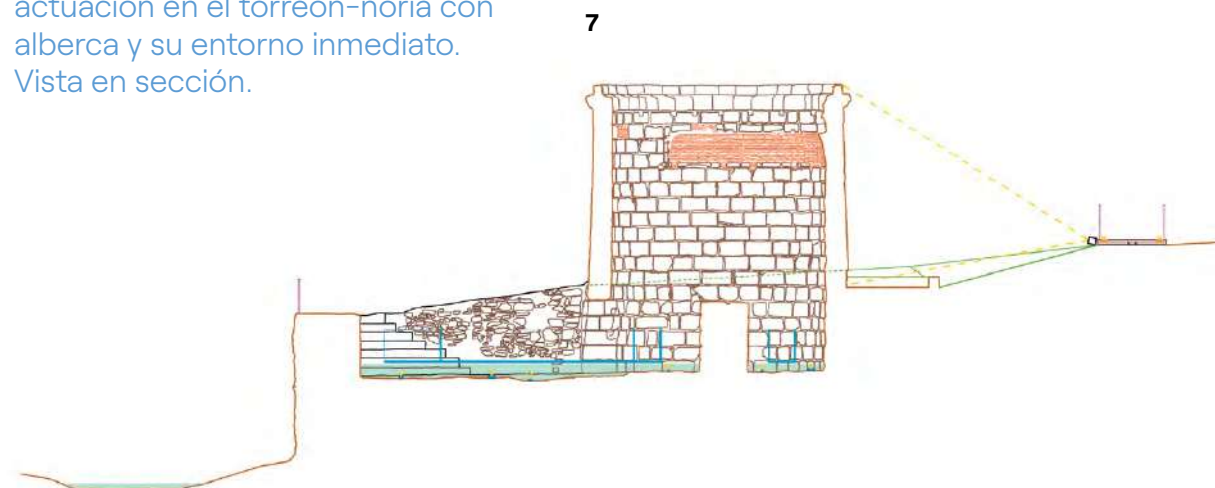 actuación en el torreón-noria con
alberca y su entorno inmediato.
Vista en sección.
7